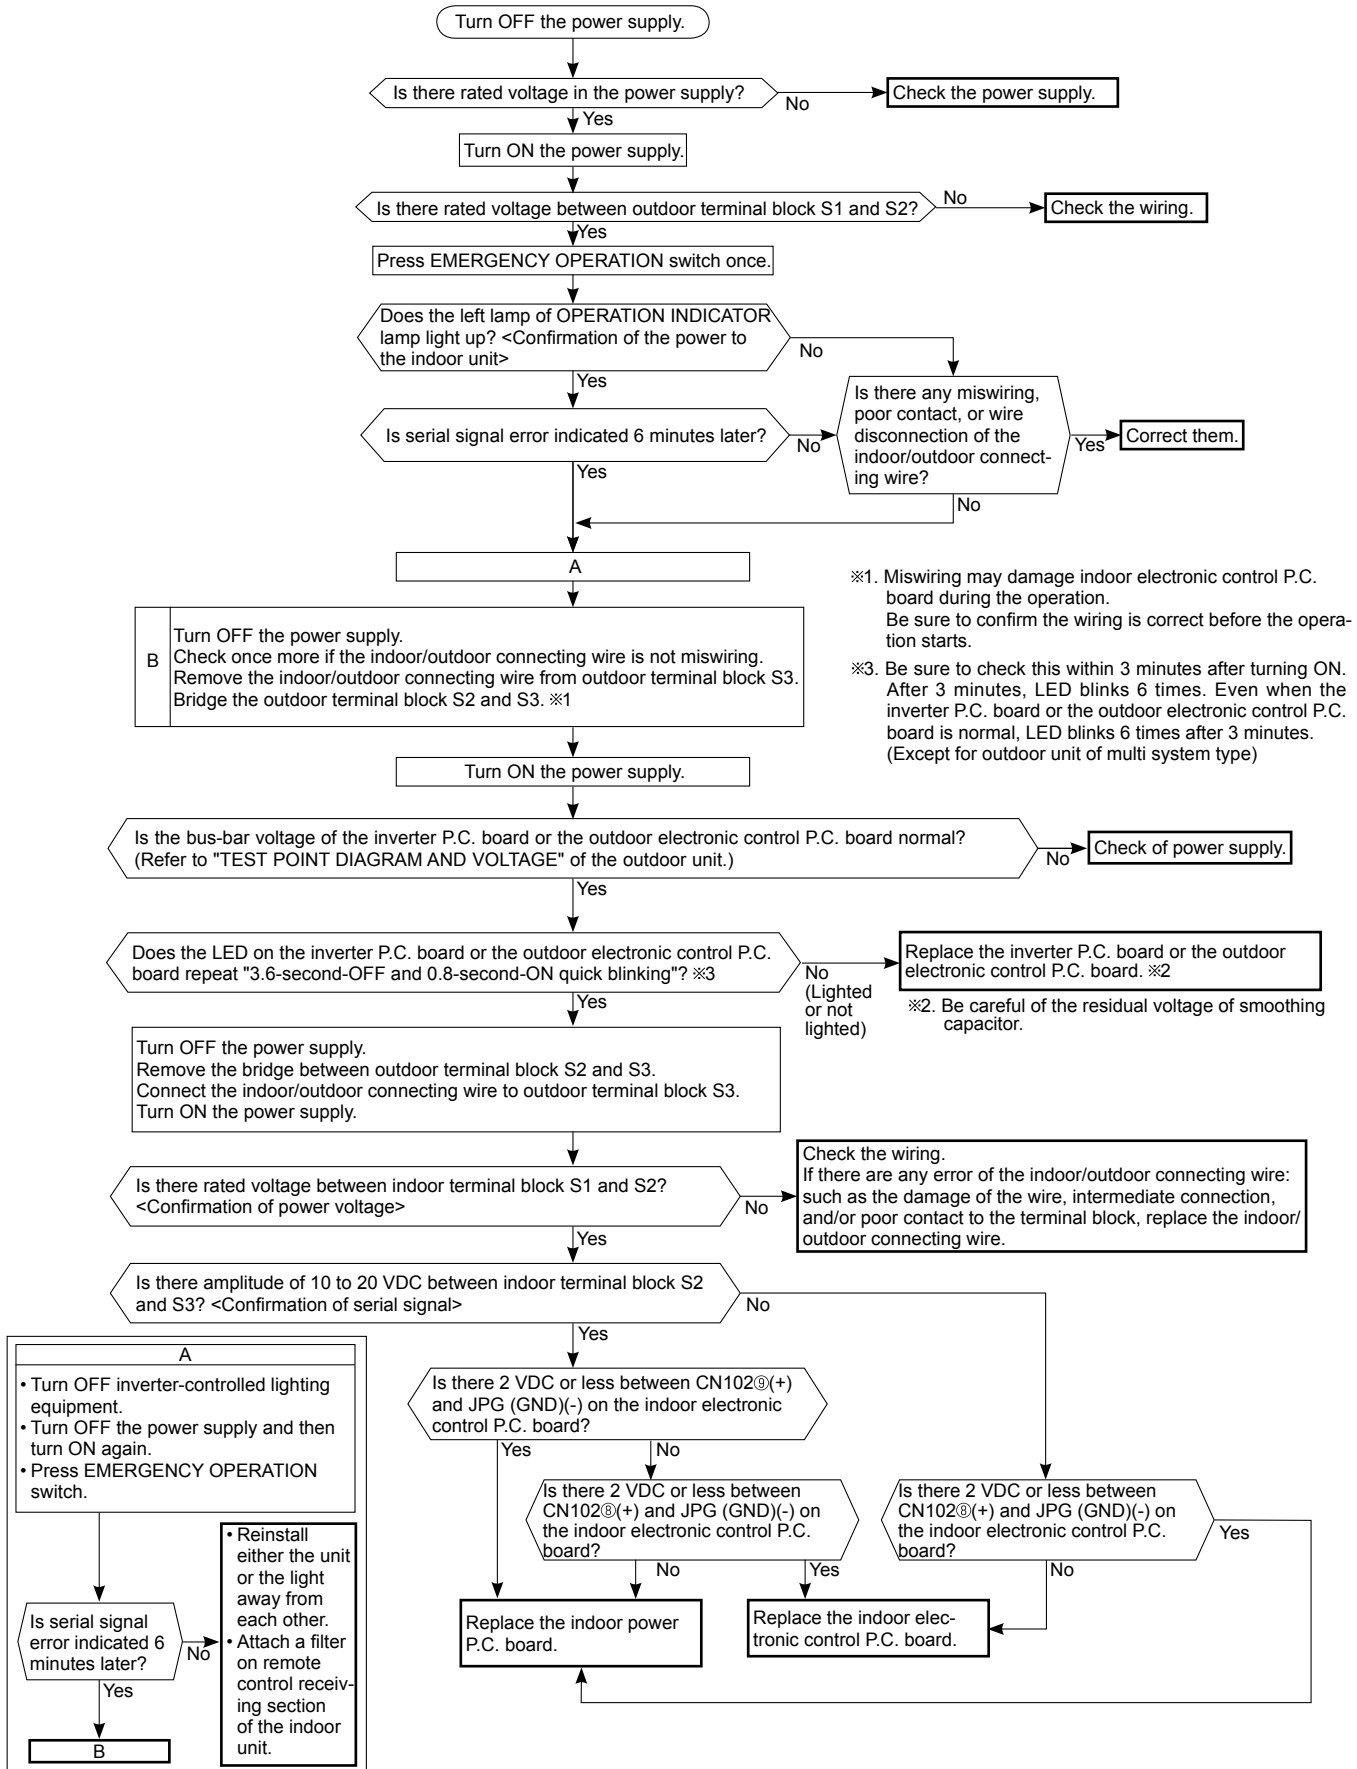 Turn OFF the power supply.
Is there rated voltage in the power supply?
No
Check the power supply.
Yes
Turn ON the power supply.
Is there rated voltage between outdoor terminal block S1 and S2?
No
Check the wiring.
Yes
Press EMERGENCY OPERATION switch once.
Does the left lamp of OPERATION INDICATOR
lamp light up? <Confirmation of the power to
the indoor unit>
No
Yes
Is serial signal error indicated 6 minutes later?
No
Is there any miswiring,
poor contact, or wire
disconnection of the
indoor/outdoor connect-
ing wire?
Yes
Correct them.
Yes
No
A
※1. Miswiring may damage indoor electronic control P.C.
board during the operation.
Be sure to confirm the wiring is correct before the opera-
tion starts.
※3. Be sure to check this within 3 minutes after turning ON.
After 3 minutes, LED blinks 6 times. Even when the
inverter P.C. board or the outdoor electronic control P.C.
board is normal, LED blinks 6 times after 3 minutes.
(Except for outdoor unit of multi system type)
B
Turn OFF the power supply.
Check once more if the indoor/outdoor connecting wire is not miswiring.
Remove the indoor/outdoor connecting wire from outdoor terminal block S3.
Bridge the outdoor terminal block S2 and S3. ※1
Turn ON the power supply.
Is the bus-bar voltage of the inverter P.C. board or the outdoor electronic control P.C. board normal?
(Refer to "TEST POINT DIAGRAM AND VOLTAGE" of the outdoor unit.)
No
Check of power supply.
Yes
Does the LED on the inverter P.C. board or the outdoor electronic control P.C.
board repeat "3.6-second-OFF and 0.8-second-ON quick blinking"? ※3
No
(Lighted
or not
lighted)
Replace the inverter P.C. board or the outdoor
electronic control P.C. board. ※2
※2. Be careful of the residual voltage of smoothing
capacitor.
Yes
Turn OFF the power supply.
Remove the bridge between outdoor terminal block S2 and S3.
Connect the indoor/outdoor connecting wire to outdoor terminal block S3.
Turn ON the power supply.
Is there rated voltage between indoor terminal block S1 and S2?
<Confirmation of power voltage>
No
Check the wiring.
If there are any error of the indoor/outdoor connecting wire:
such as the damage of the wire, intermediate connection,
and/or poor contact to the terminal block, replace the indoor/
outdoor connecting wire.
Yes
Is there amplitude of 10 to 20 VDC between indoor terminal block S2
and S3? <Confirmation of serial signal>
No
Yes
Is there 2 VDC or less between CN102⑨(+)
and JPG (GND)(-) on the indoor electronic
control P.C. board?
Yes
No
Is there 2 VDC or less between
CN102⑧(+) and JPG (GND)(-) on
the indoor electronic control P.C.
board?
No
Yes
Is there 2 VDC or less between
CN102⑧(+) and JPG (GND)(-) on
the indoor electronic control P.C.
board?
Yes
No
Replace the indoor power
P.C. board.
Replace the indoor elec-
tronic control P.C. board.
A
• Turn OFF inverter-controlled lighting
equipment.
• Turn OFF the power supply and then
turn ON again.
• Press EMERGENCY OPERATION
switch.
Is serial signal
error indicated 6
minutes later?
No
Yes
B
• Reinstall
either the unit
or the light
away from
each other.
• Attach a filter
on remote
control receiv-
ing section
of the indoor
unit.